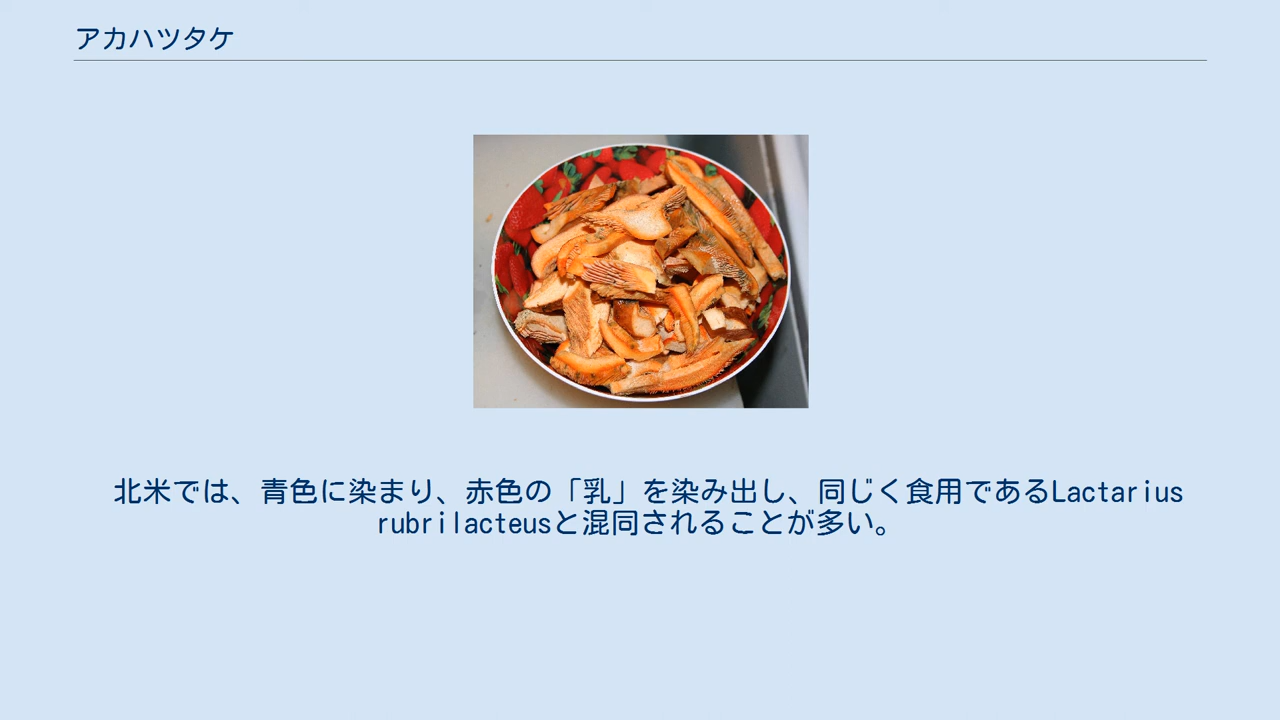 アカハツタケ
北米では、青色に染まり、赤色の「乳」を染み出し、同じく食用であるLactarius
rubrilacteusと混同されることが多い。